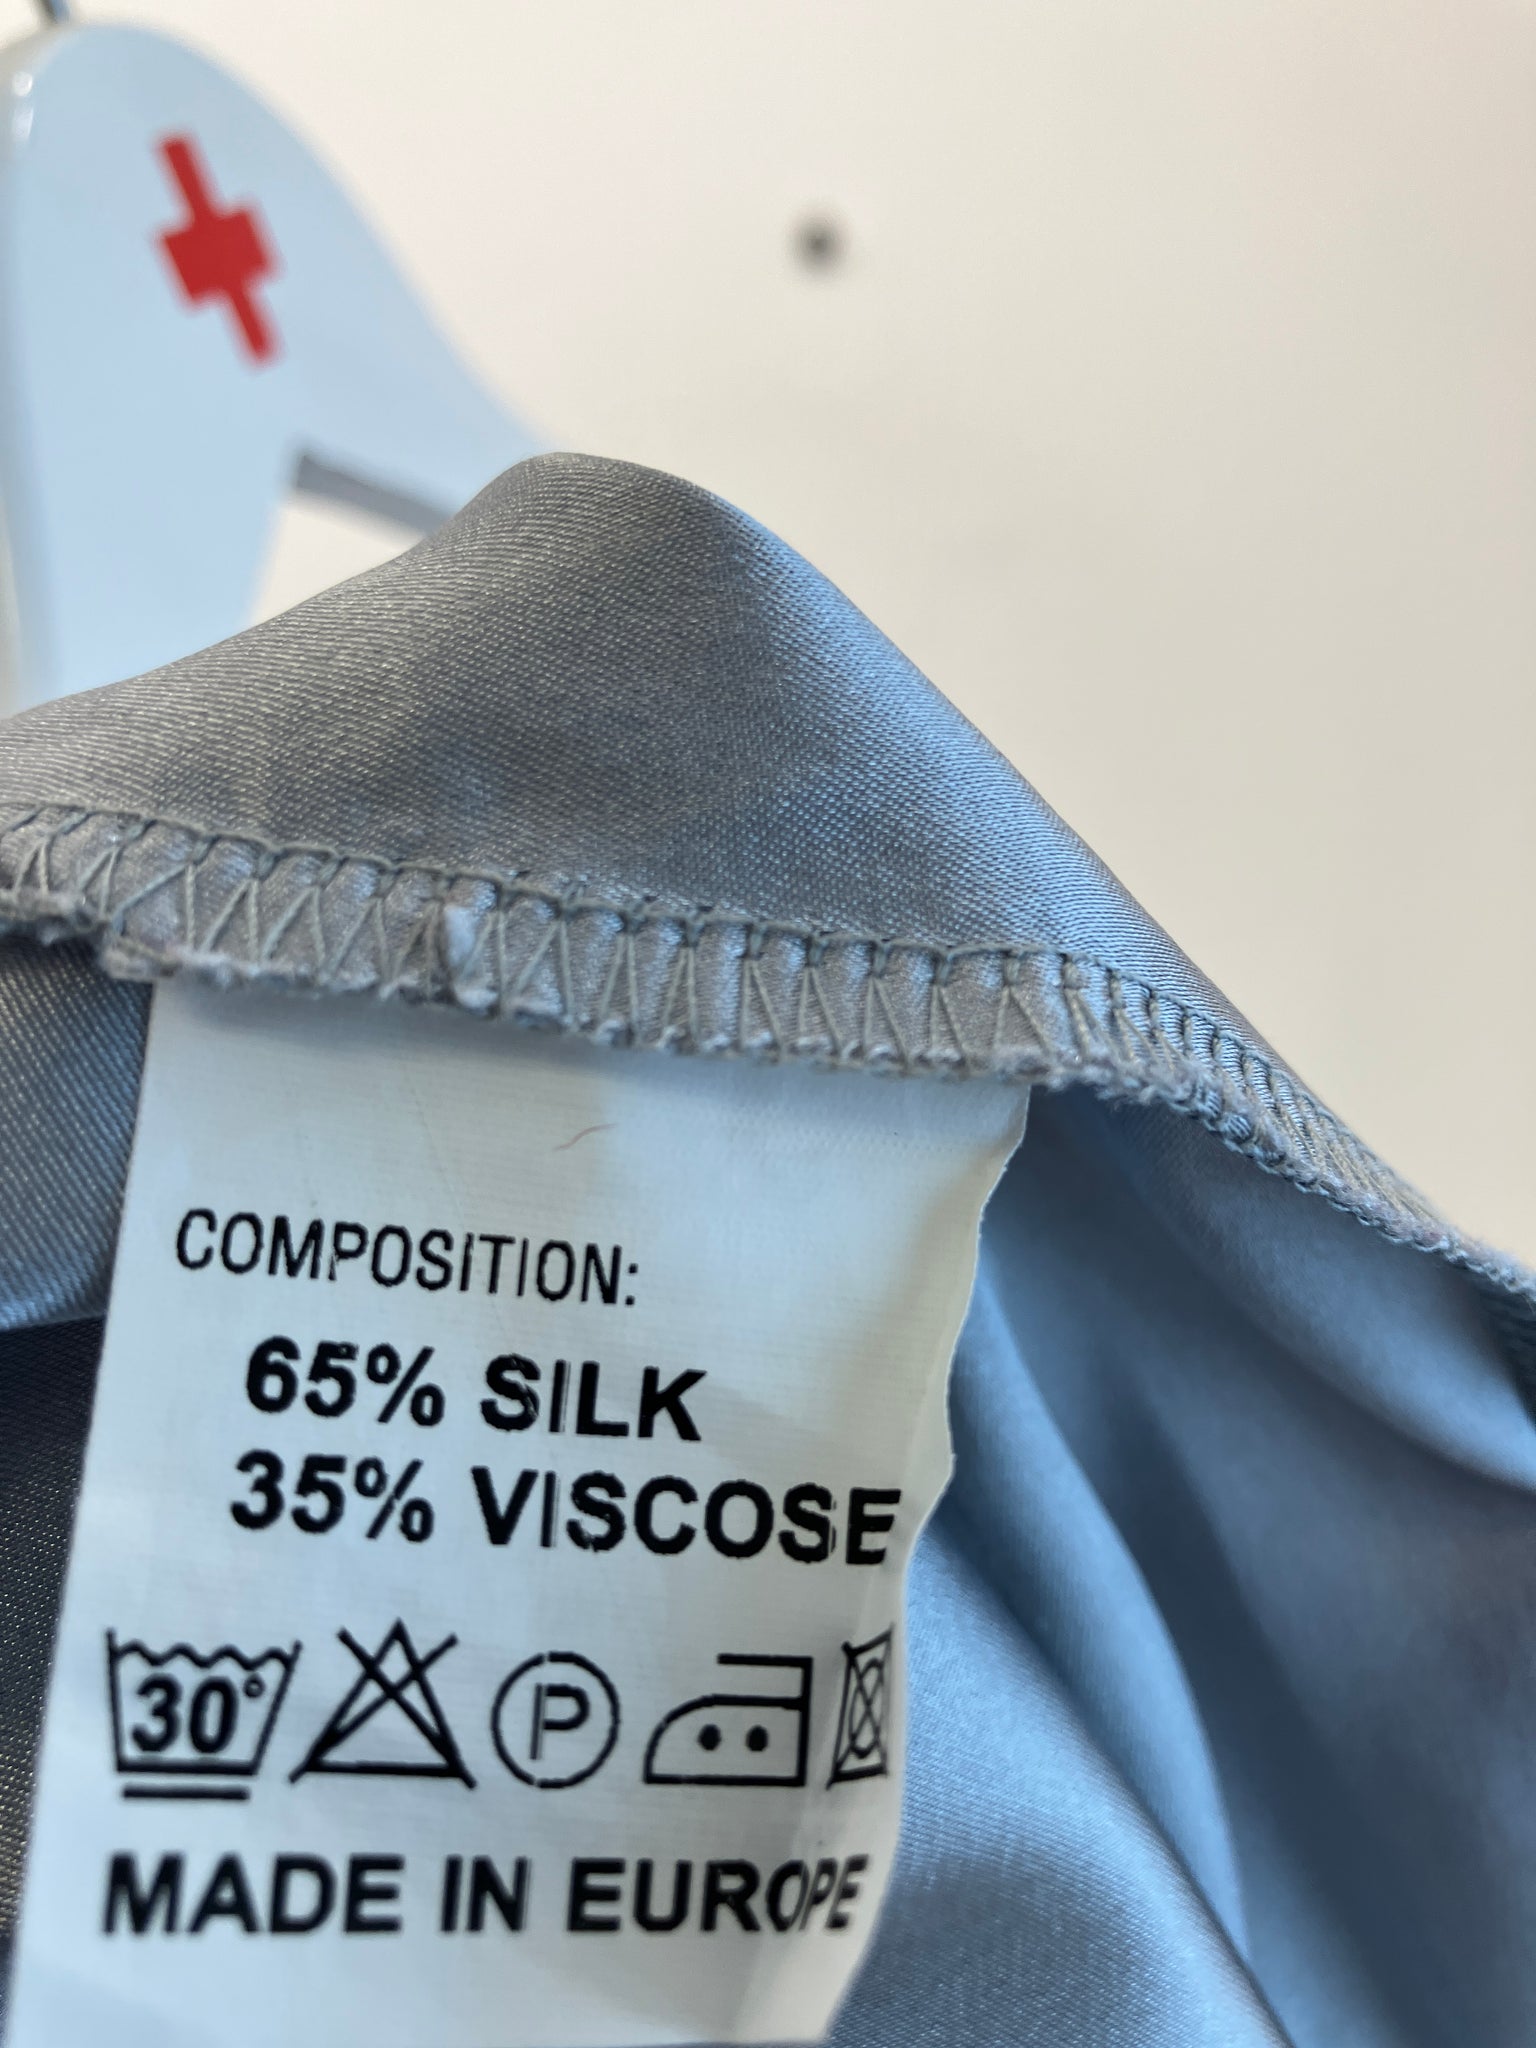 COMPOSITION:
65% SILK
35% VISCOSE
30° P
MADE IN EUROPE